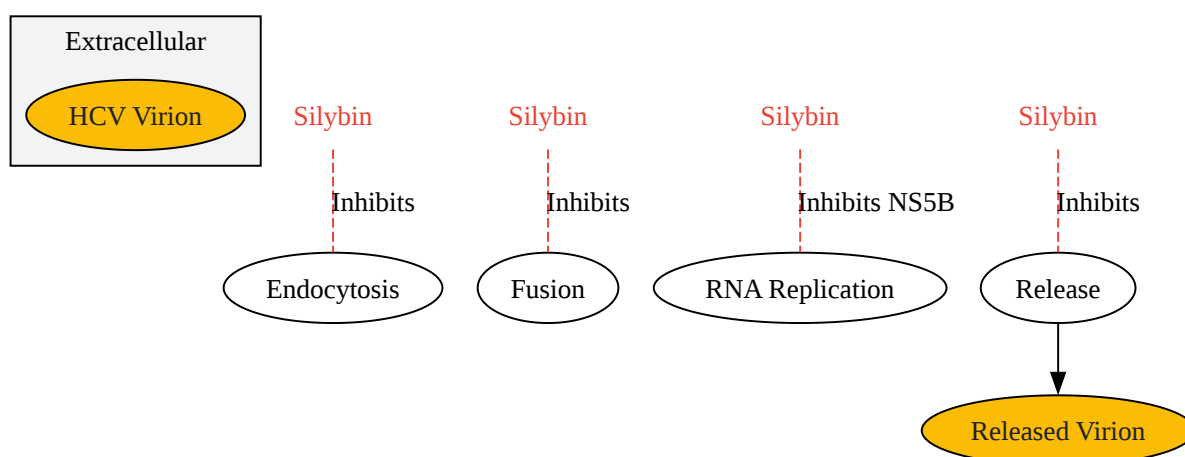 Extracellular
HCV Virion
Silybin
Silybin
Silybin
Silybin
Inhibits
Inhibits
Inhibits NS5B
Inhibits
Endocytosis
Fusion
RNA Replication
Release
Released Virion